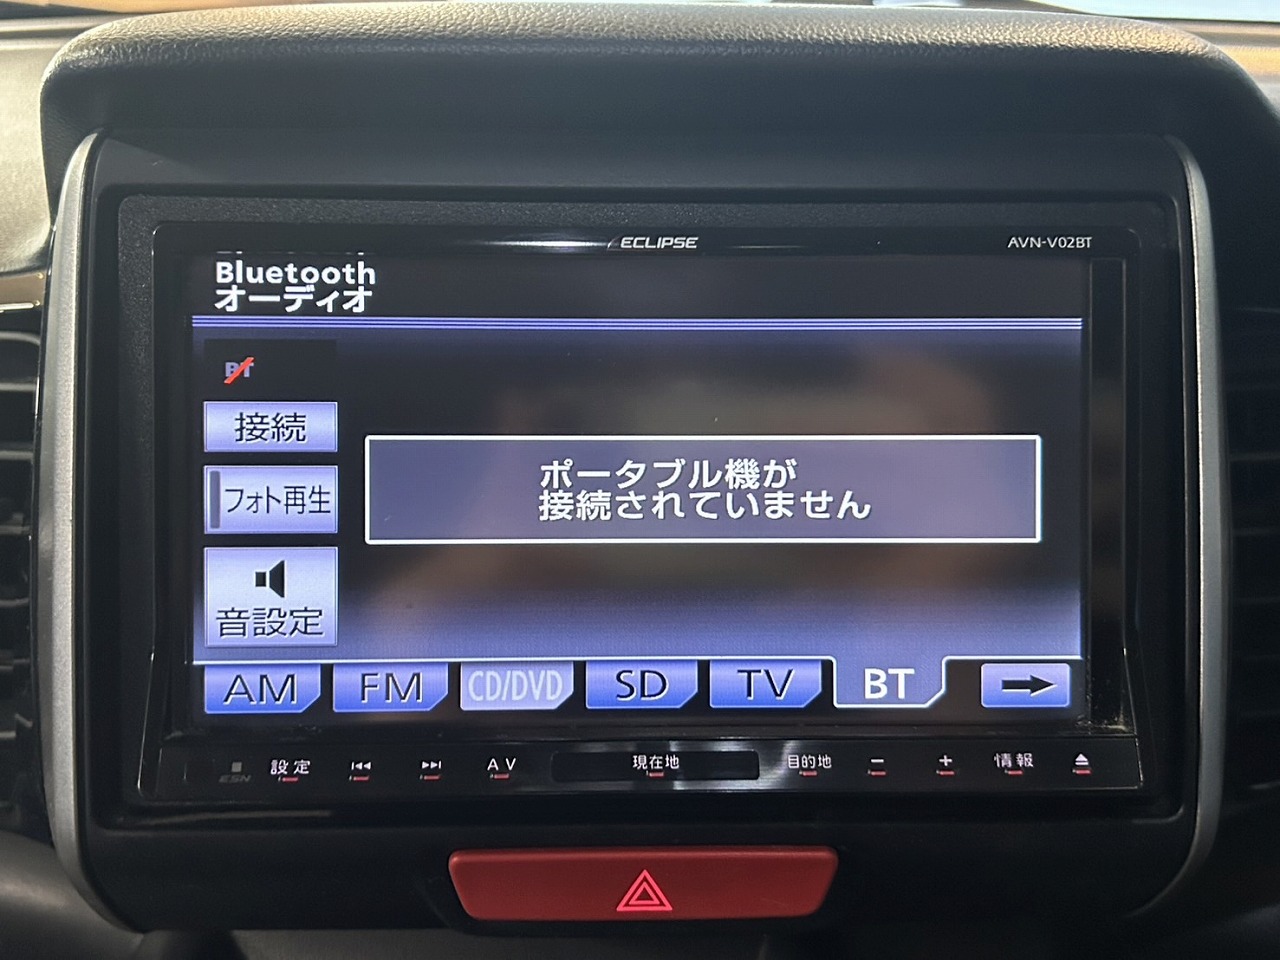 ECLIPSE
AVN-V02BT
Bluetooth
オーディオ
BT
接続
フォト再生
音設定
ポータブル機が
接続されていません
AM FM CD/DVD SD TV BT
ESN 設定 AV 現在地 目的地 − + 情報